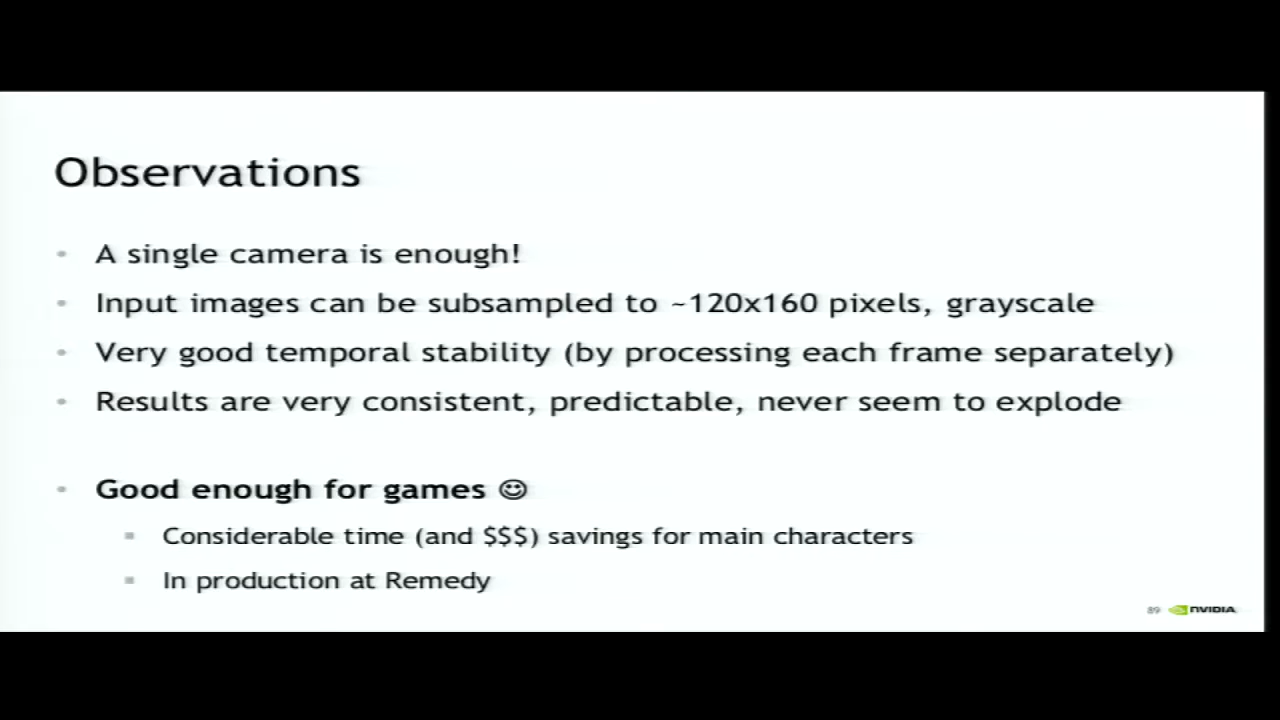 Observations
• A single camera is enough!
• Input images can be subsampled to ~120x160 pixels, grayscale
• Very good temporal stability (by processing each frame separately)
• Results are very consistent, predictable, never seem to explode
• Good enough for games ☺
▪ Considerable time (and $$$) savings for main characters
▪ In production at Remedy
89 NVIDIA